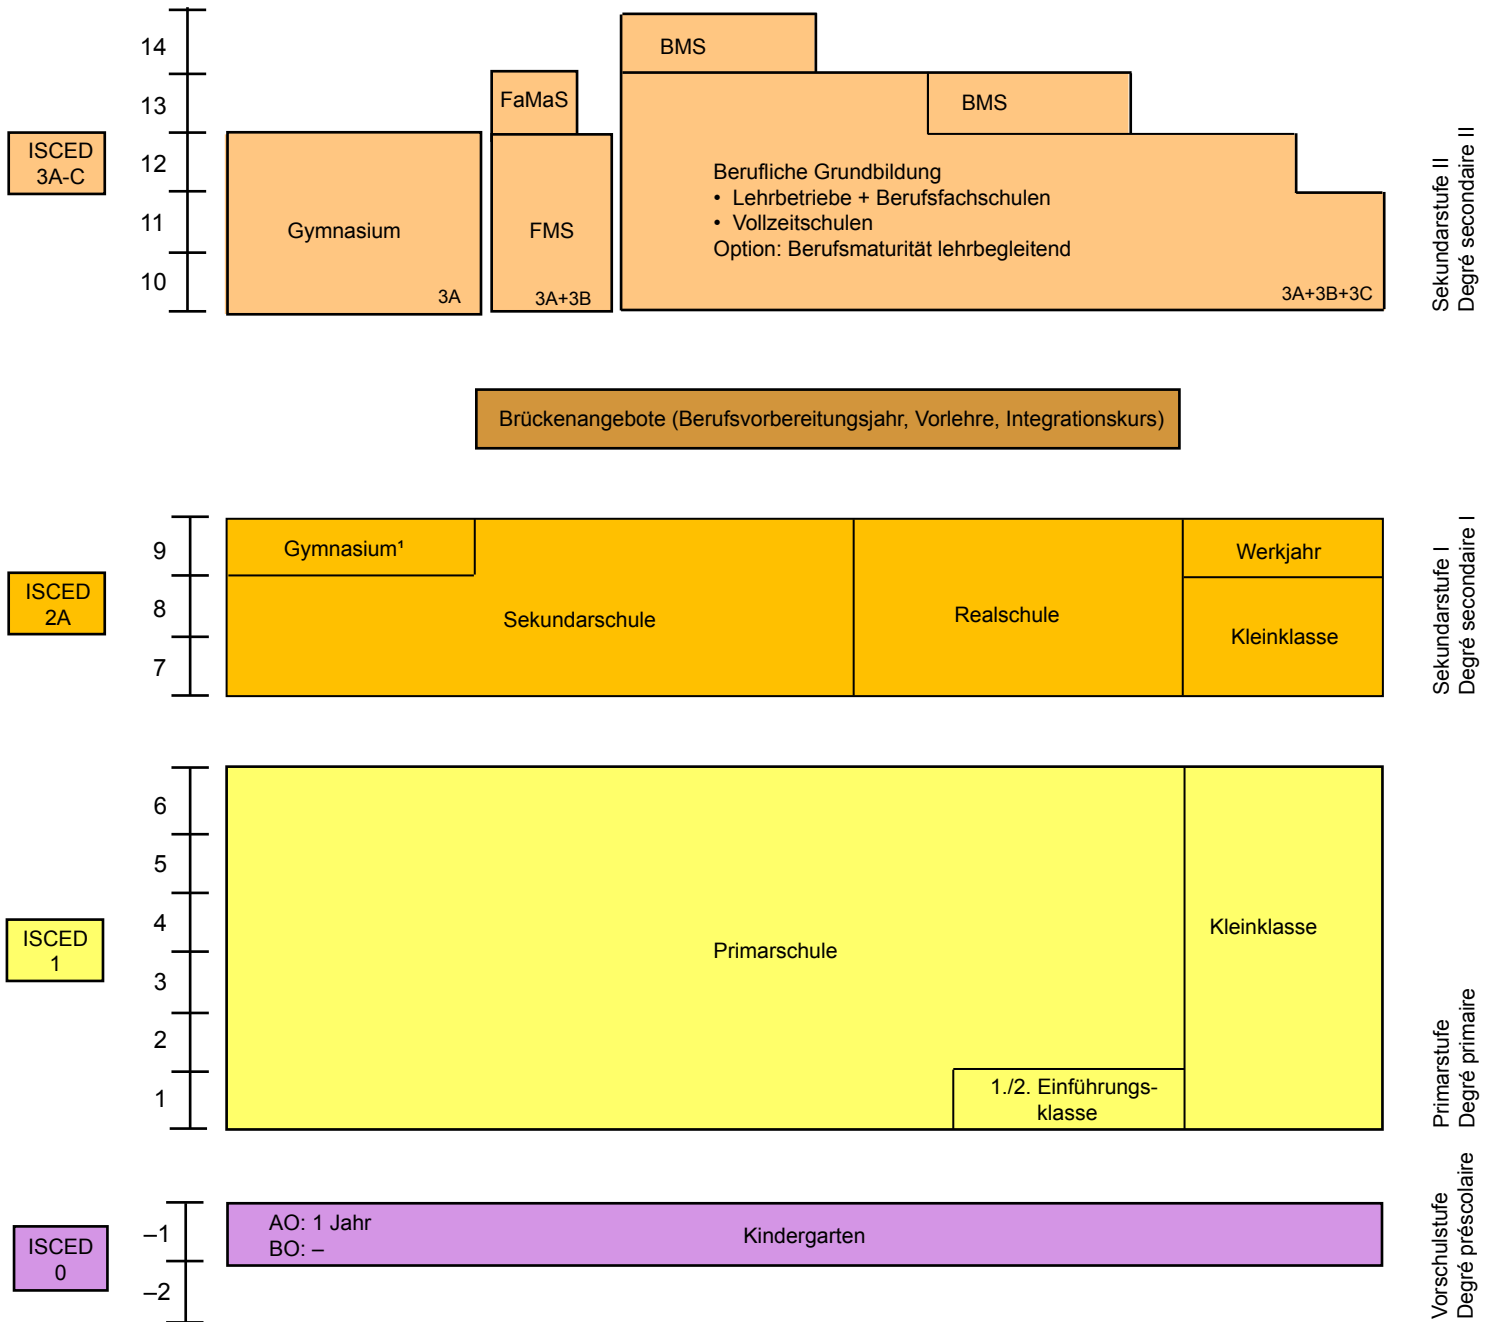 14
BMS
13
FaMaS
BMS
ISCED
3A-C
12
11
10
Gymnasium
3A
FMS
3A+3B
Berufliche Grundbildung
• Lehrbetriebe + Berufsfachschulen
• Vollzeitschulen
Option: Berufsmaturität lehrbegleitend
3A+3B+3C
Sekundarstufe II
Degré secondaire II
Brückenangebote (Berufsvorbereitungsjahr, Vorlehre, Integrationskurs)
ISCED
2A
9
8
7
Gymnasium¹
Sekundarschule
Realschule
Werkjahr
Kleinklasse
Sekundarstufe I
Degré secondaire I
ISCED
1
6
5
4
3
2
1
Primarschule
Kleinklasse
1./2. Einführungs-
klasse
Primarstufe
Degré primaire
ISCED
0
–1
–2
AO: 1 Jahr
BO: –
Kindergarten
Vorschulstufe
Degré préscolaire